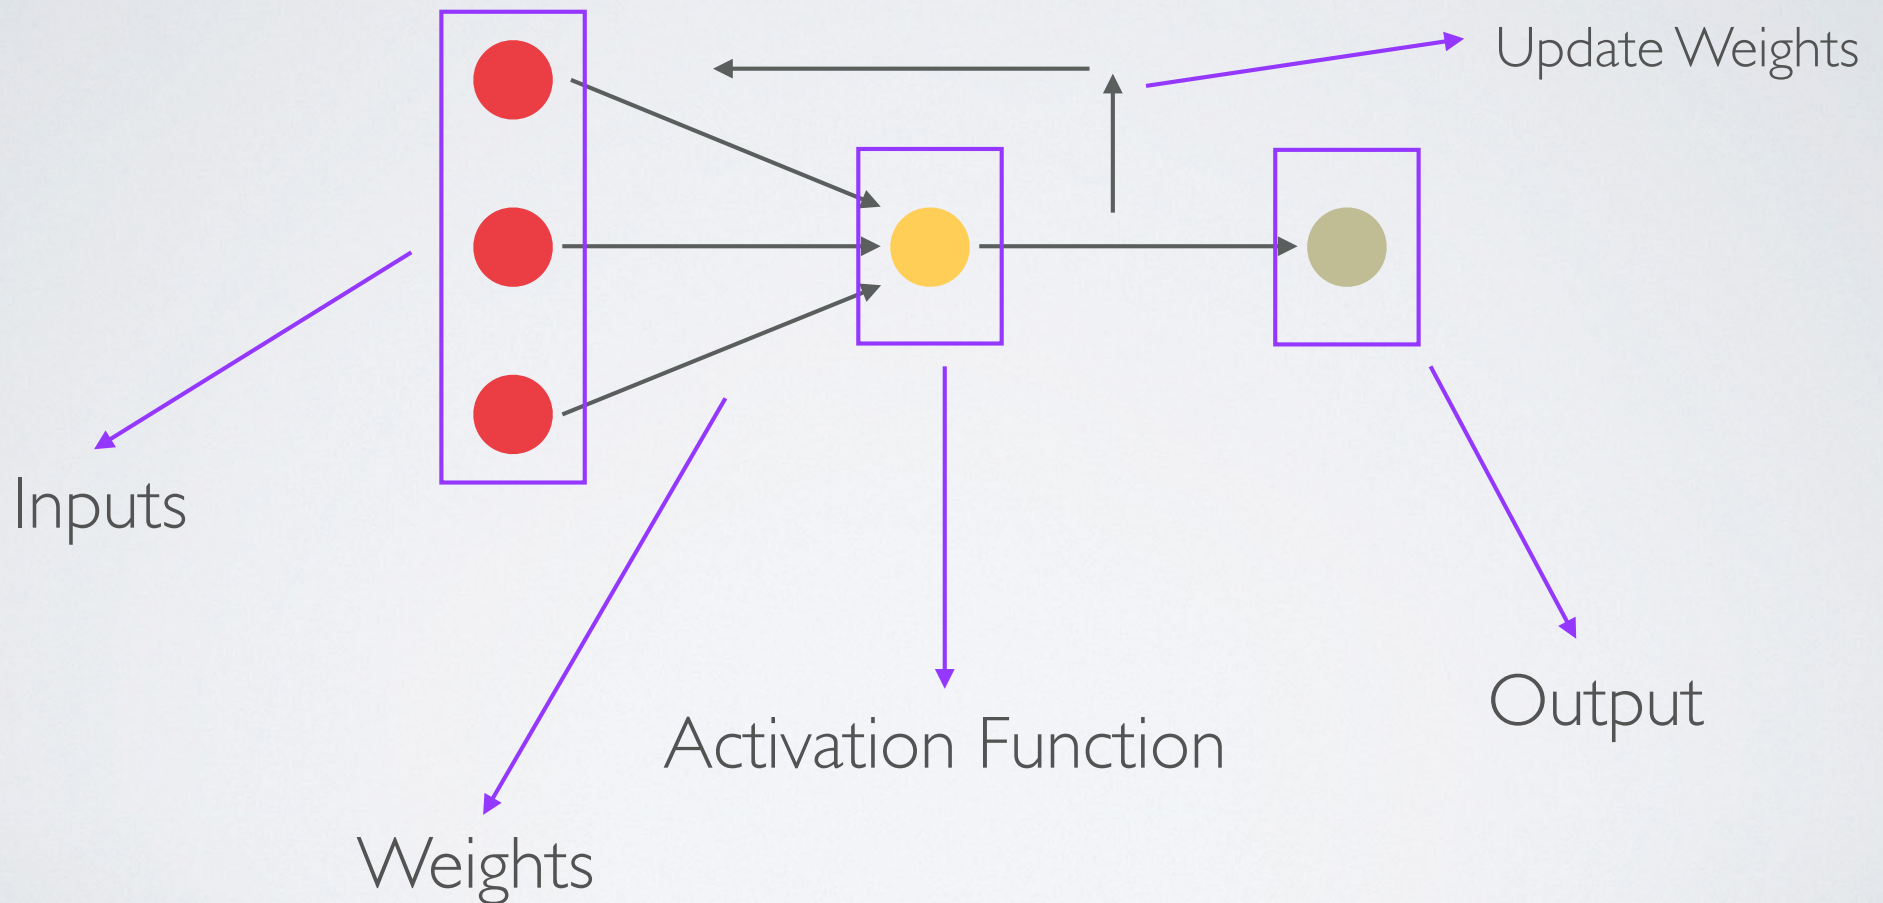 Update Weights
Inputs
Output
Activation Function
Weights